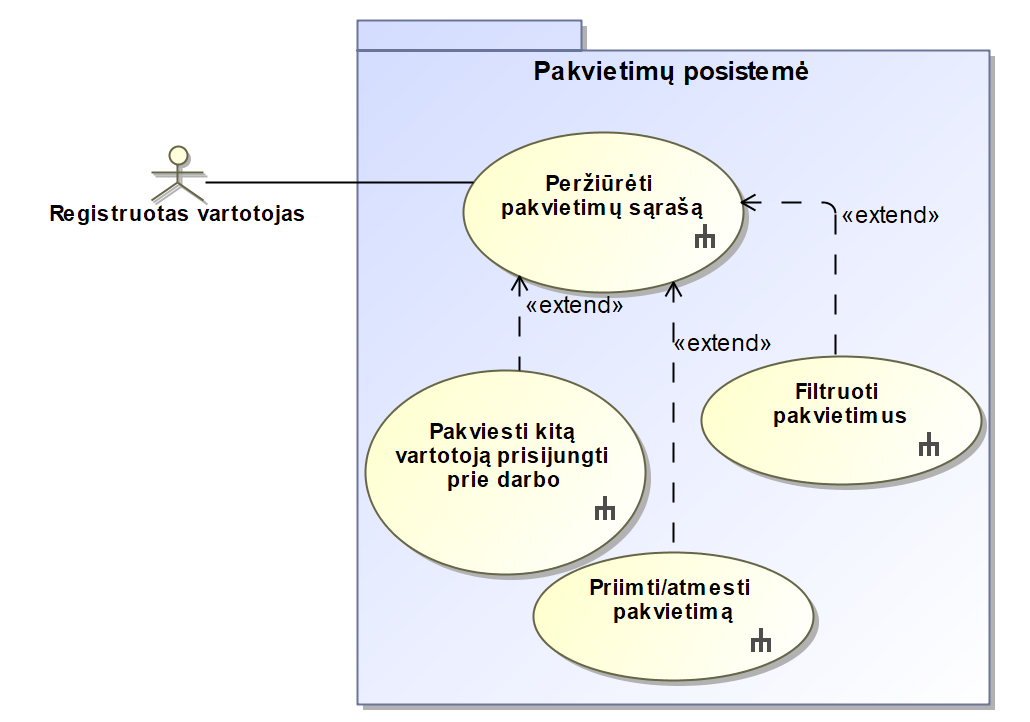 Pakvietimų posistemė
Peržiūrėti
pakvietimų sąrašą
Registruotas vartotojas
«extend»
«extend»
«extend»
Filtruoti
pakvietimus
Pakviesti kitą
vartotoją prisijungti
prie darbo
Priimti/atmesti
pakvietimą